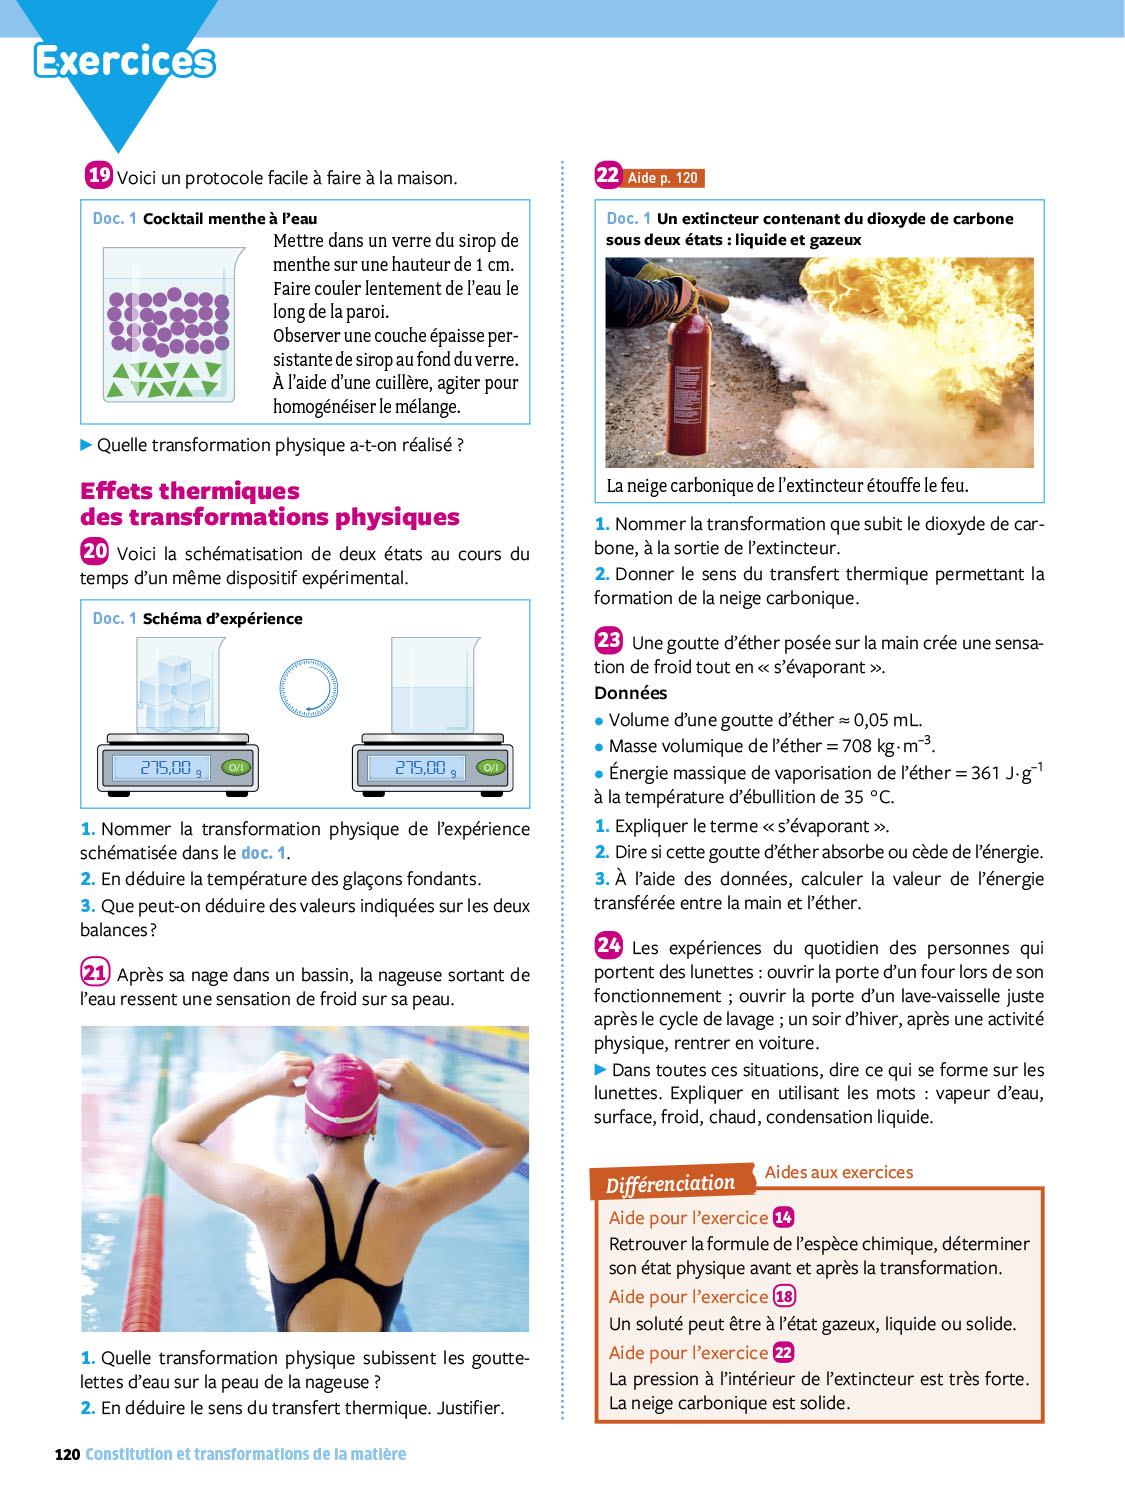 Exercices
19 Voici un protocole facile à faire à la maison.
Doc. 1 Cocktail menthe à l'eau
Mettre dans un verre du sirop de
menthe sur une hauteur de 1 cm.
Faire couler lentement de l'eau le
long de la paroi.
Observer une couche épaisse per-
sistante de sirop au fond du verre.
À l'aide d'une cuillère, agiter pour
homogénéiser le mélange.
► Quelle transformation physique a-t-on réalisé ?
Effets thermiques
des transformations physiques
20 Voici la schématisation de deux états au cours du
temps d'un même dispositif expérimental.
Doc. 1 Schéma d'expérience
275,00 g O/I
275,00 g O/I
1. Nommer la transformation physique de l'expérience
schématisée dans le doc. 1.
2. En déduire la température des glaçons fondants.
3. Que peut-on déduire des valeurs indiquées sur les deux
balances ?
21 Après sa nage dans un bassin, la nageuse sortant de
l'eau ressent une sensation de froid sur sa peau.
1. Quelle transformation physique subissent les goutte-
lettes d'eau sur la peau de la nageuse ?
2. En déduire le sens du transfert thermique. Justifier.
22 Aide p. 120
Doc. 1 Un extincteur contenant du dioxyde de carbone
sous deux états : liquide et gazeux
La neige carbonique de l'extincteur étouffe le feu.
1. Nommer la transformation que subit le dioxyde de car-
bone, à la sortie de l'extincteur.
2. Donner le sens du transfert thermique permettant la
formation de la neige carbonique.
23 Une goutte d'éther posée sur la main crée une sensa-
tion de froid tout en « s'évaporant ».
Données
• Volume d'une goutte d'éther ≈ 0,05 mL.
• Masse volumique de l'éther = 708 kg·m⁻³.
• Énergie massique de vaporisation de l'éther = 361 J·g⁻¹
à la température d'ébullition de 35 °C.
1. Expliquer le terme « s'évaporant ».
2. Dire si cette goutte d'éther absorbe ou cède de l'énergie.
3. À l'aide des données, calculer la valeur de l'énergie
transférée entre la main et l'éther.
24 Les expériences du quotidien des personnes qui
portent des lunettes : ouvrir la porte d'un four lors de son
fonctionnement ; ouvrir la porte d'un lave-vaisselle juste
après le cycle de lavage ; un soir d'hiver, après une activité
physique, rentrer en voiture.
► Dans toutes ces situations, dire ce qui se forme sur les
lunettes. Expliquer en utilisant les mots : vapeur d'eau,
surface, froid, chaud, condensation liquide.
Différenciation Aides aux exercices
Aide pour l'exercice 14
Retrouver la formule de l'espèce chimique, déterminer
son état physique avant et après la transformation.
Aide pour l'exercice 18
Un soluté peut être à l'état gazeux, liquide ou solide.
Aide pour l'exercice 22
La pression à l'intérieur de l'extincteur est très forte.
La neige carbonique est solide.
120 Constitution et transformations de la matière